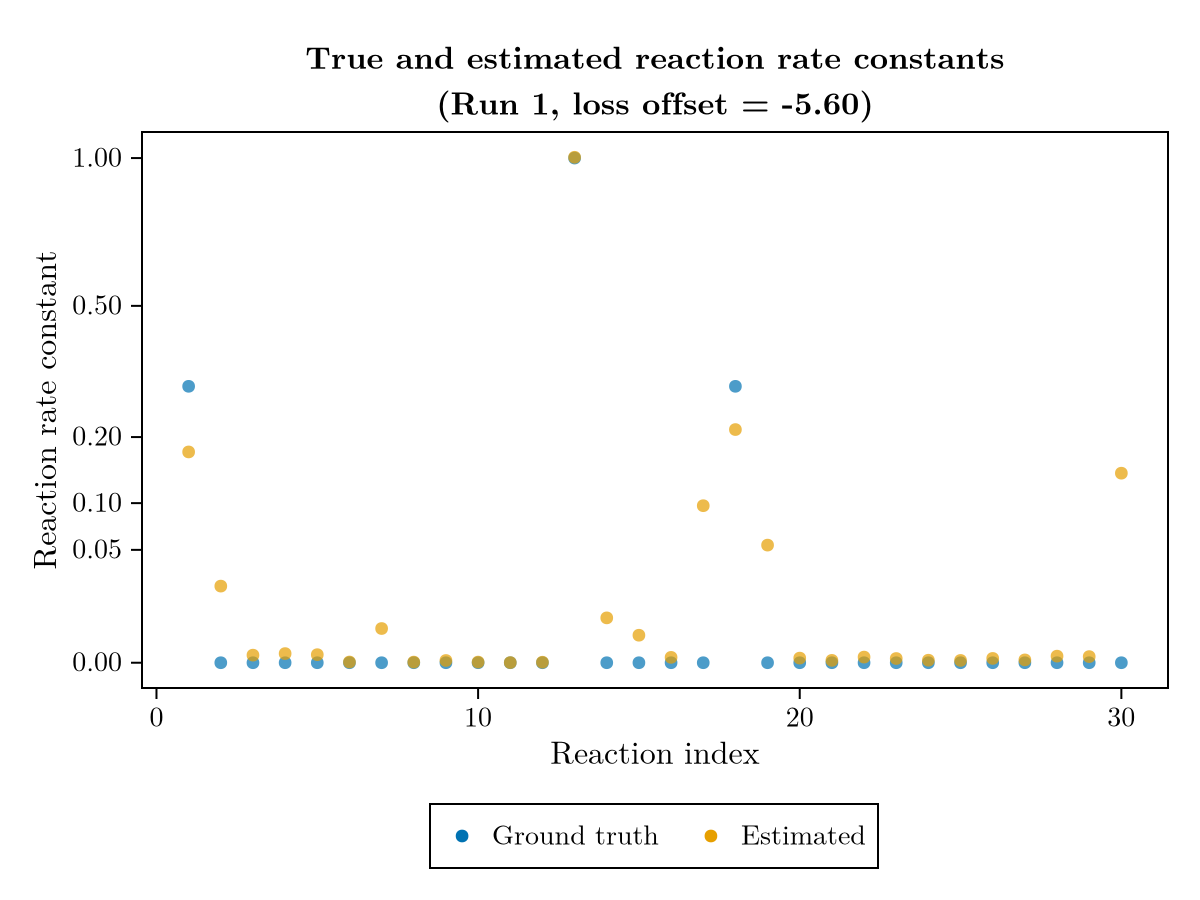 True and estimated reaction rate constants
(Run 1, loss offset = -5.60)
Reaction rate constant
1.00
0.50
0.20
0.10
0.05
0.00
0 10 20 30
Reaction index
Ground truth Estimated